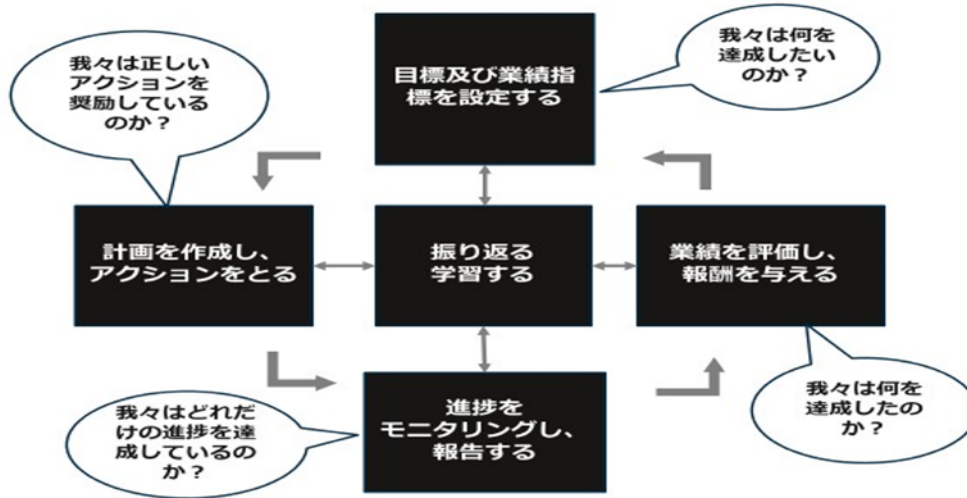 我々は何を
達成したい
のか？
目標及び業績指
標を設定する
我々は正しい
アクションを
奨励している
のか？
計画を作成し、
アクションをとる
振り返る
学習する
業績を評価し、
報酬を与える
我々はどれだ
けの進捗を達
成しているの
か？
進捗を
モニタリングし、
報告する
我々は何を
達成したの
か？